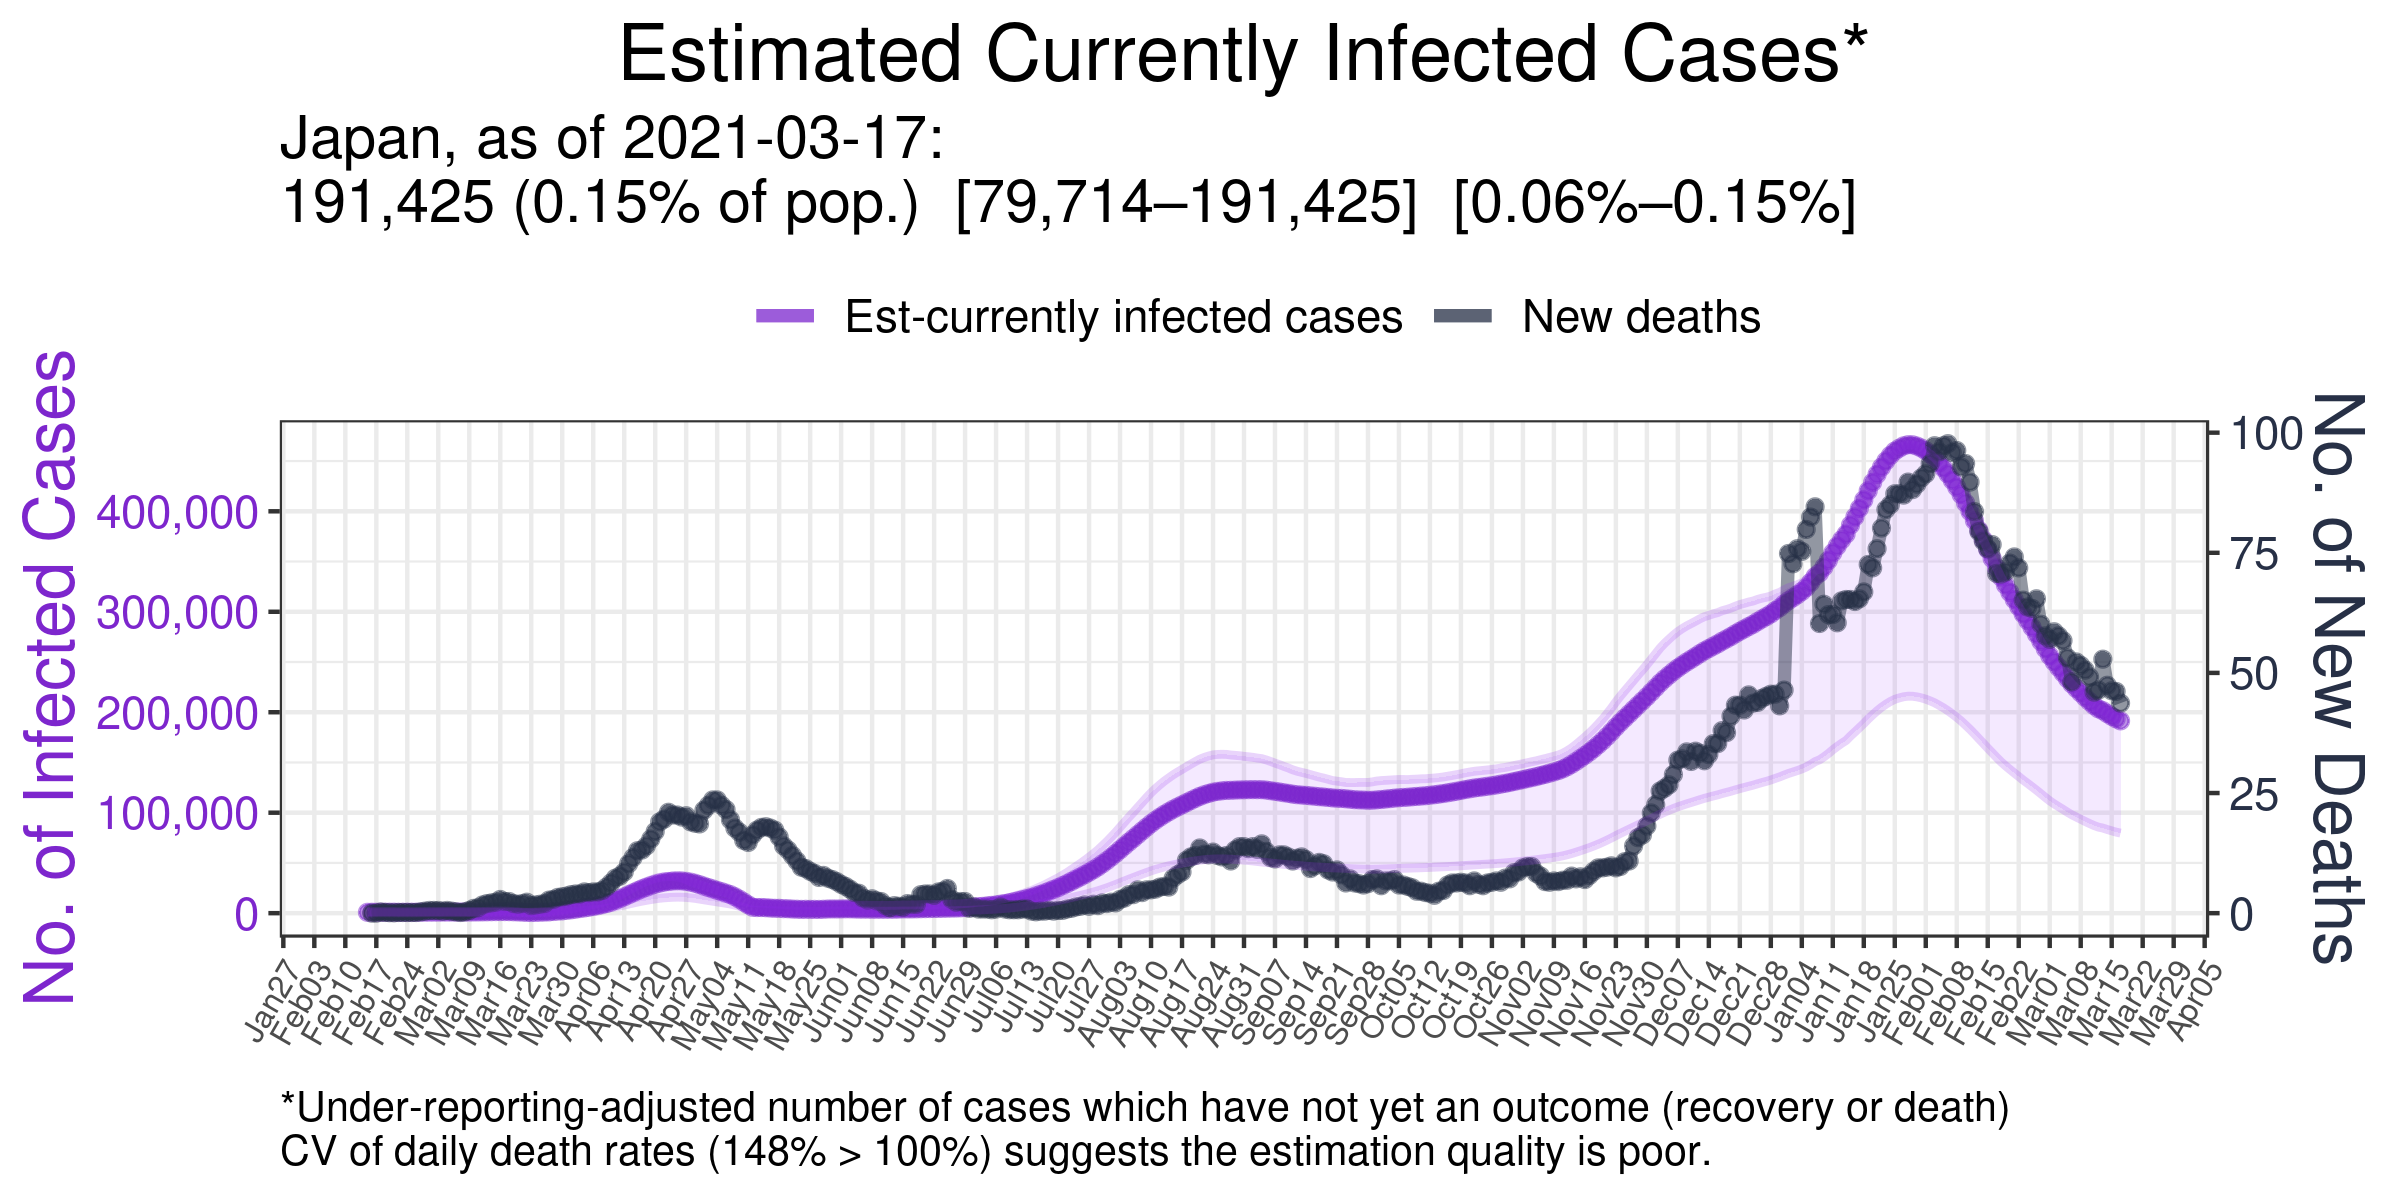 Estimated Currently Infected Cases*
Japan, as of 2021-03-17:
191,425 (0.15% of pop.) [79,714–191,425] [0.06%–0.15%]
Est-currently infected cases
New deaths
No. of Infected Cases
400,000
300,000
200,000
100,000
0
100
75
50
25
0
No. of New Deaths
Jan27
Feb03
Feb10
Feb17
Feb24
Mar02
Mar09
Mar16
Mar23
Mar30
Apr06
Apr13
Apr20
Apr27
May04
May11
May18
May25
Jun01
Jun08
Jun15
Jun22
Jun29
Jul06
Jul13
Jul20
Jul27
Aug03
Aug10
Aug17
Aug24
Aug31
Sep07
Sep14
Sep21
Sep28
Oct05
Oct12
Oct19
Oct26
Nov02
Nov09
Nov16
Nov23
Nov30
Dec07
Dec14
Dec21
Dec28
Jan04
Jan11
Jan18
Jan25
Feb01
Feb08
Feb15
Feb22
Mar01
Mar08
Mar15
Mar22
Mar29
Apr05
*Under-reporting-adjusted number of cases which have not yet an outcome (recovery or death)
CV of daily death rates (148% > 100%) suggests the estimation quality is poor.